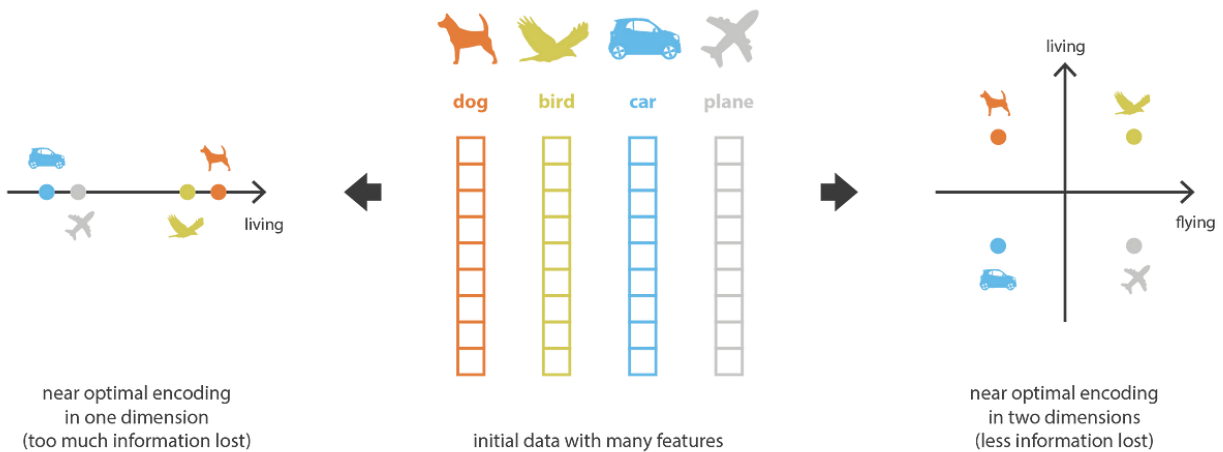 dog
bird
car
plane
living
living
flying
near optimal encoding
in one dimension
(too much information lost)
initial data with many features
near optimal encoding
in two dimensions
(less information lost)